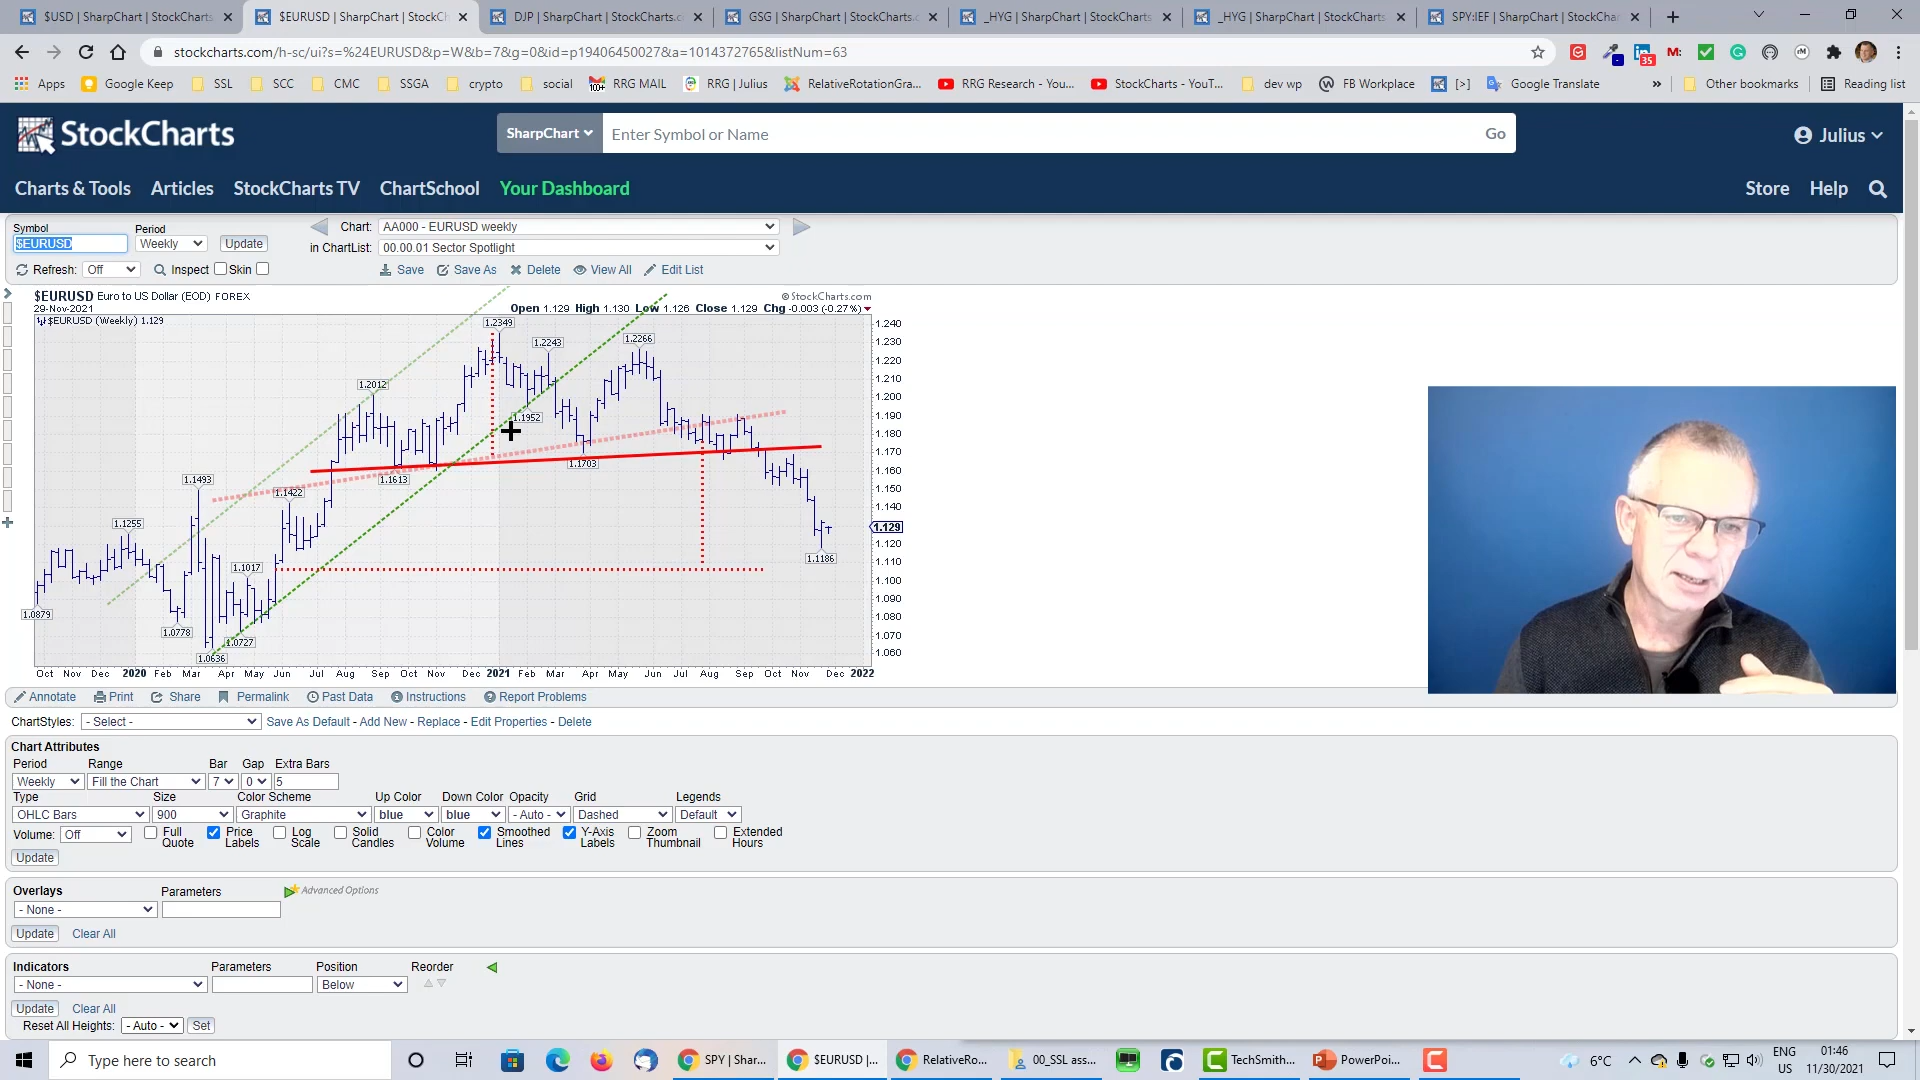 $USD | SharpChart | StockCharts
$EURUSD | SharpChart | StockCh
DJP | SharpChart | StockCharts.c
GSG | SharpChart | StockCharts.
_HYG | SharpChart | StockCharts
_HYG | SharpChart | StockCharts
SPY:IEF | SharpChart | StockCha
stockcharts.com/h-sc/ui?s=%24EURUSD&p=W&b=7&g=0&id=p19406450027&a=1014372765&listNum=63
M:
35
Apps Google Keep SSL SCC CMC SSGA crypto social RRG MAIL RRG | Julius RelativeRotationGra... RRG Research - You... StockCharts - YouT... dev wp FB Workplace [>] Google Translate » Other bookmarks Reading list
StockCharts
SharpChart Enter Symbol or Name Go
Julius
Charts & Tools Articles StockCharts TV ChartSchool Your Dashboard Store Help
Symbol Period Chart: AA000 - EURUSD weekly
$EURUSD Weekly Update in ChartList: 00.00.01 Sector Spotlight
Refresh: Off Inspect Skin Save Save As Delete View All Edit List
$EURUSD Euro to US Dollar (EOD) FOREX © StockCharts.com
29-Nov-2021 Open 1.129 High 1.130 Low 1.126 Close 1.129 Chg -0.003 (-0.27%)
$EURUSD (Weekly) 1.129
1.2349
1.2243
1.2266
1.2012
1.1952
1.1703
1.1613
1.1493
1.1422
1.1255
1.1186
1.1017
1.0879
1.0778
1.0727
1.0636
1.240
1.230
1.220
1.210
1.200
1.190
1.180
1.170
1.160
1.150
1.140
1.129
1.120
1.110
1.100
1.090
1.080
1.070
1.060
Oct Nov Dec 2020 Feb Mar Apr May Jun Jul Aug Sep Oct Nov Dec 2021 Feb Mar Apr May Jun Jul Aug Sep Oct Nov Dec 2022
Annotate Print Share Permalink Past Data Instructions Report Problems
ChartStyles: - Select - Save As Default - Add New - Replace - Edit Properties - Delete
Chart Attributes
Period Range Bar Gap Extra Bars
Weekly Fill the Chart 7 0 5
Type Size Color Scheme Up Color Down Color Opacity Grid Legends
OHLC Bars 900 Graphite blue blue - Auto - Dashed Default
Volume: Off Full Quote Price Labels Log Scale Solid Candles Color Volume Smoothed Lines Y-Axis Labels Zoom Thumbnail Extended Hours
Update
Overlays Parameters Advanced Options
- None -
Update Clear All
Indicators Parameters Position Reorder
- None - Below
Update Clear All
Reset All Heights: - Auto - Set
Type here to search
SPY | Shar...
$EURUSD |...
RelativeRo...
00_SSL ass...
TechSmith...
PowerPoi...
6°C
ENG
US
01:46
11/30/2021